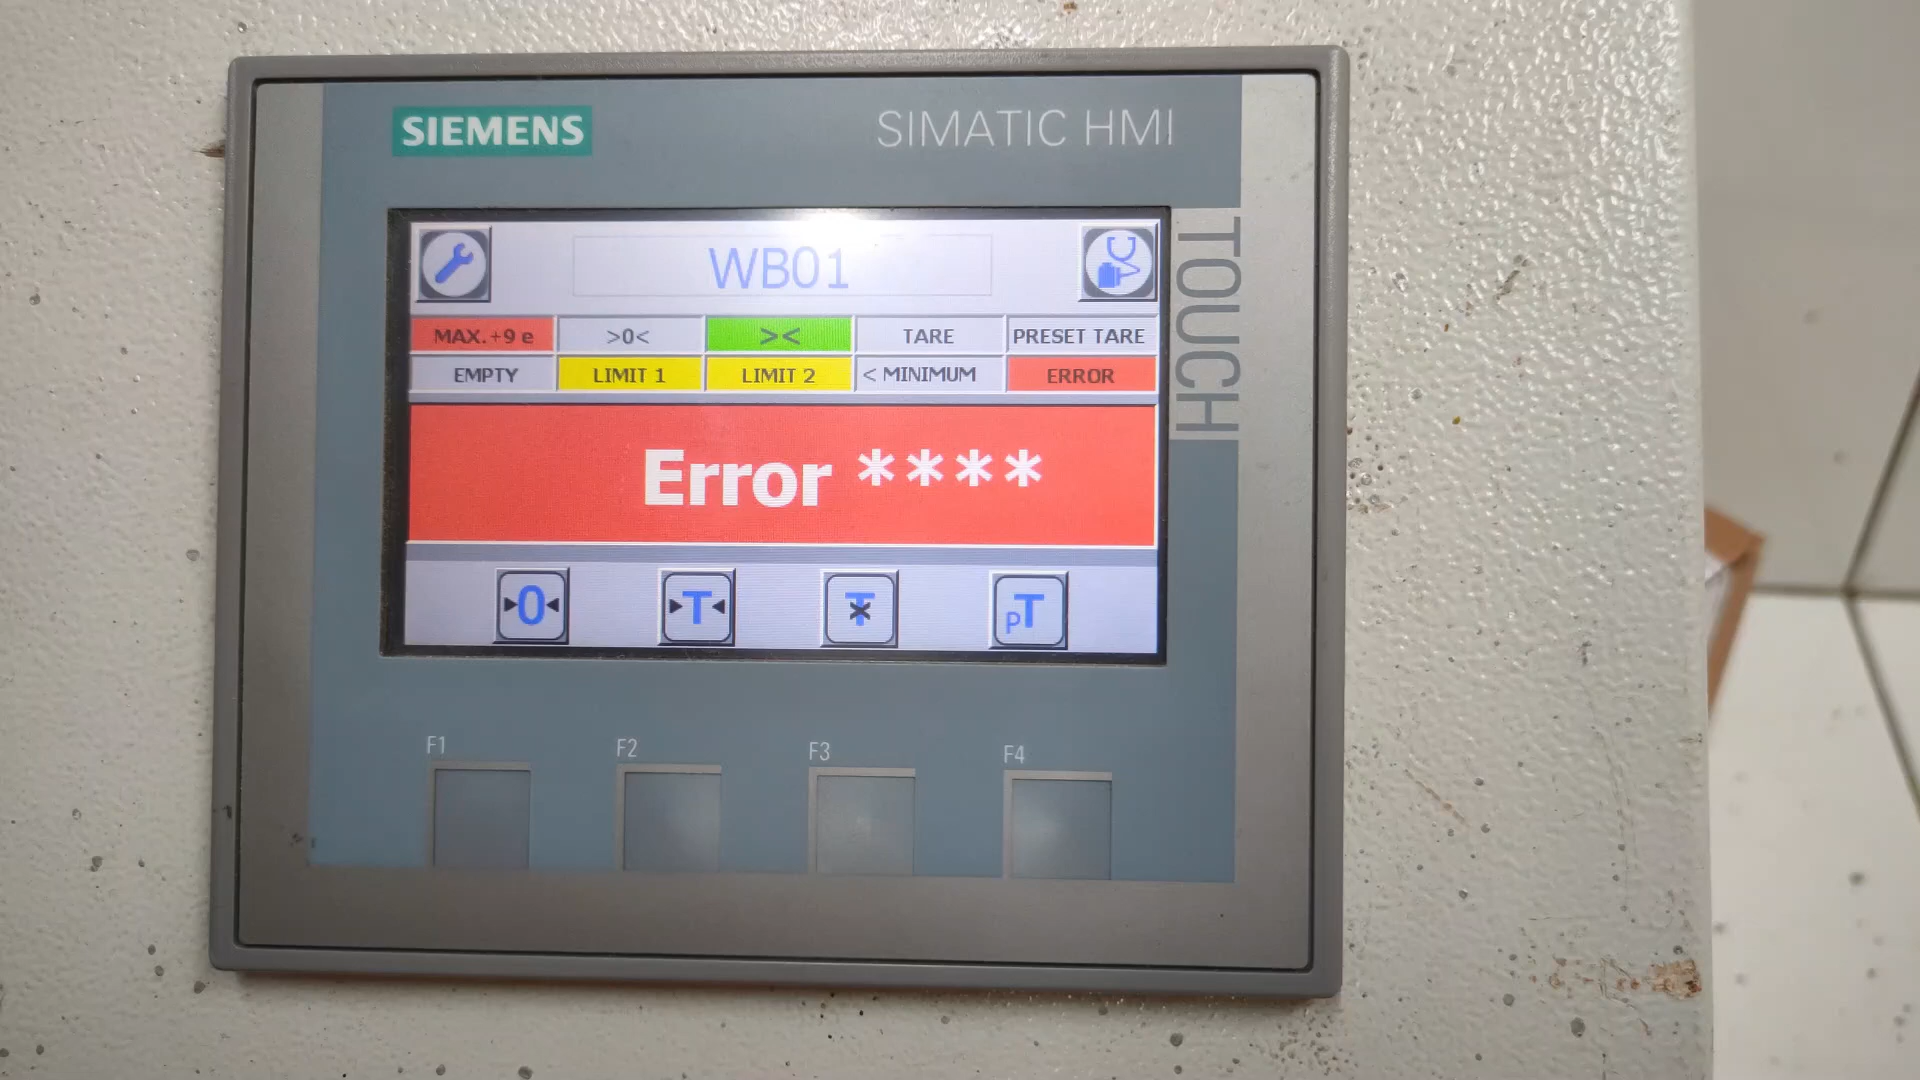 SIEMENS
SIMATIC HMI
TOUCH
WB01
MAX.+9 e >0< >< TARE PRESET TARE
EMPTY LIMIT 1 LIMIT 2 < MINIMUM ERROR
Error ****
►0◄ ►T◄ T pT
F1 F2 F3 F4